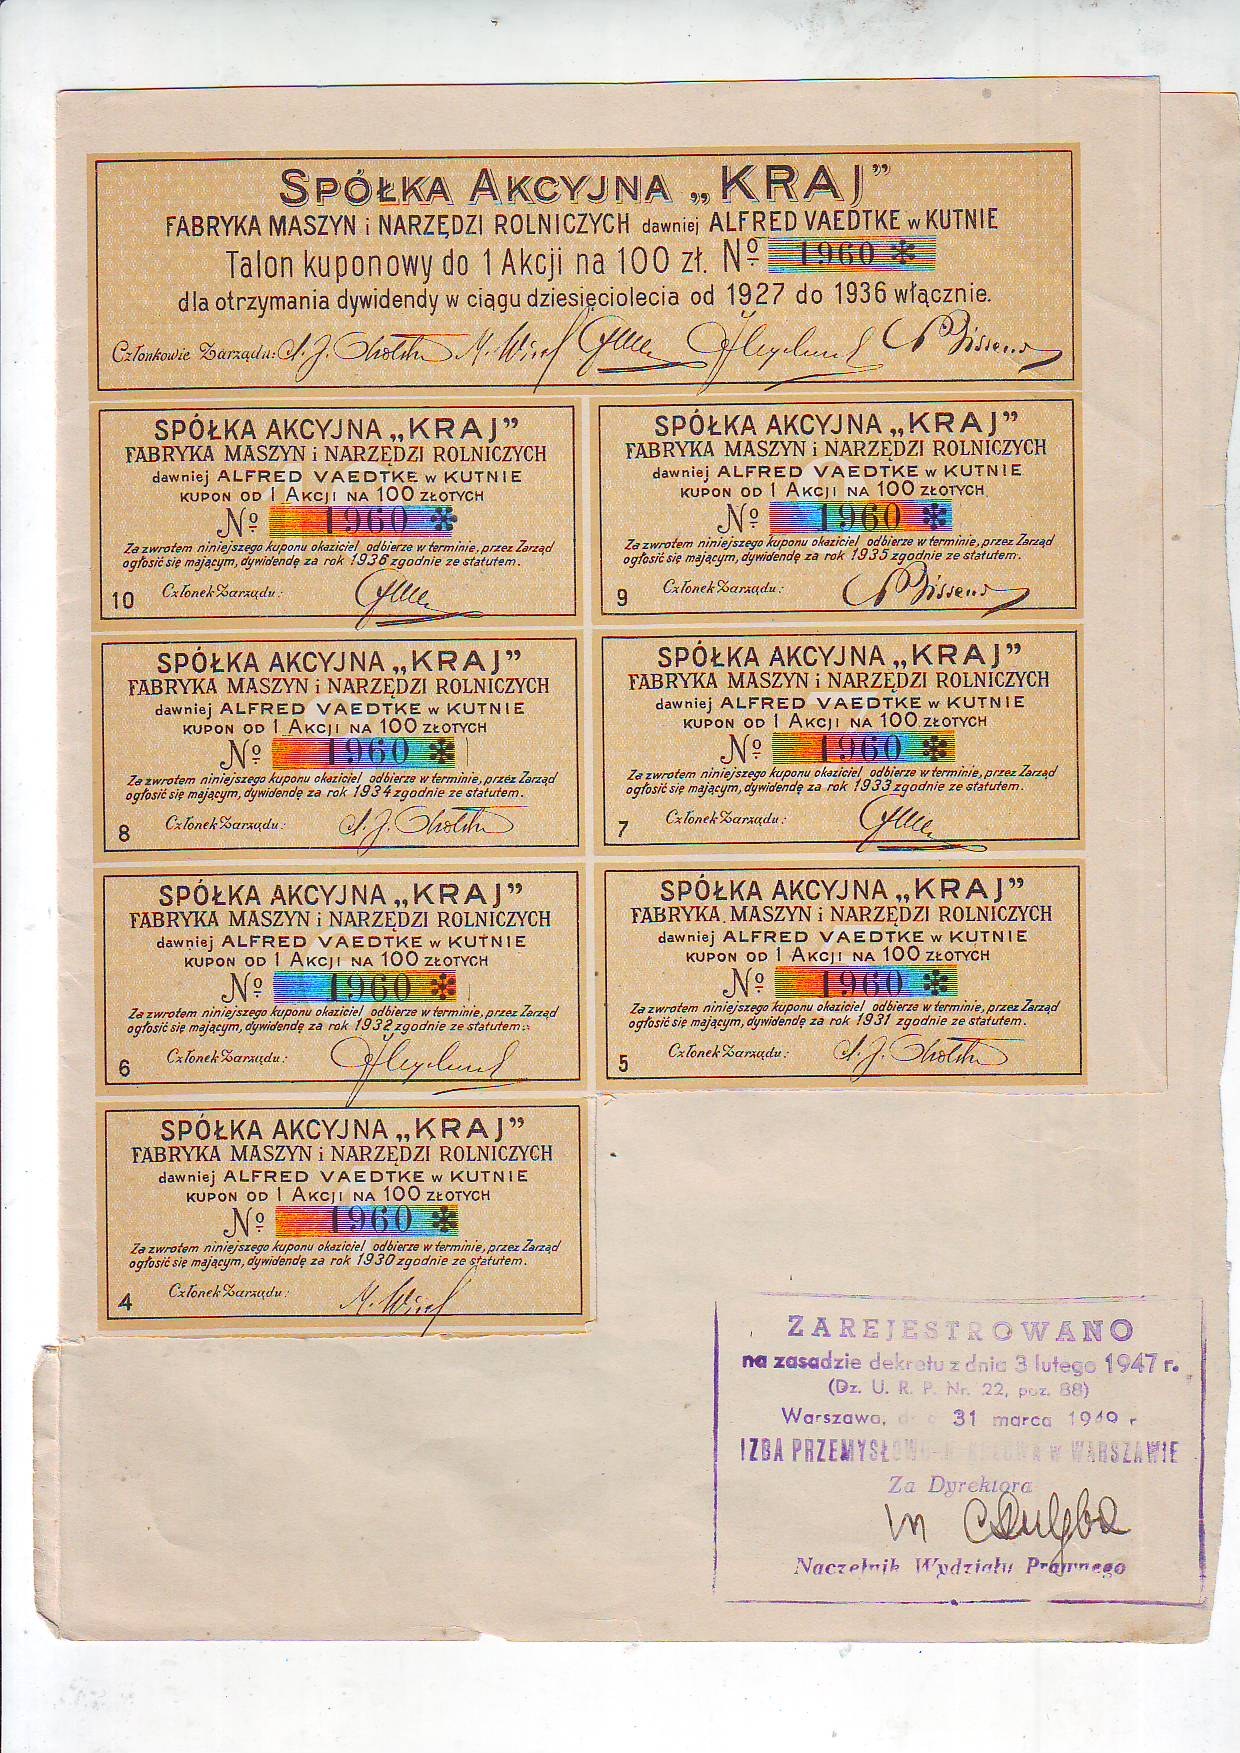 SPÓŁKA AKCYJNA „KRAJ”
FABRYKA MASZYN i NARZĘDZI ROLNICZYCH dawniej ALFRED VAEDTKE w KUTNIE
Talon kuponowy do 1 Akcji na 100 zł. No 1960 *
dla otrzymania dywidendy w ciągu dziesięciolecia od 1927 do 1936 włącznie.
Członkowie Zarządu:
SPÓŁKA AKCYJNA „KRAJ”
FABRYKA MASZYN i NARZĘDZI ROLNICZYCH
dawniej ALFRED VAEDTKE w KUTNIE
KUPON OD 1 AKCJI NA 100 ZŁOTYCH
No 1960 *
Za zwrotem niniejszego kuponu okaziciel odbierze w terminie, przez Zarząd
ogłosić się mającym, dywidendę za rok 1936 zgodnie ze statutem.
10 Członek Zarządu:
SPÓŁKA AKCYJNA „KRAJ”
FABRYKA MASZYN i NARZĘDZI ROLNICZYCH
dawniej ALFRED VAEDTKE w KUTNIE
KUPON OD 1 AKCJI NA 100 ZŁOTYCH
No 1960 *
Za zwrotem niniejszego kuponu okaziciel odbierze w terminie, przez Zarząd
ogłosić się mającym, dywidendę za rok 1935 zgodnie ze statutem.
9 Członek Zarządu:
SPÓŁKA AKCYJNA „KRAJ”
FABRYKA MASZYN i NARZĘDZI ROLNICZYCH
dawniej ALFRED VAEDTKE w KUTNIE
KUPON OD 1 AKCJI NA 100 ZŁOTYCH
No 1960 *
Za zwrotem niniejszego kuponu okaziciel odbierze w terminie, przez Zarząd
ogłosić się mającym, dywidendę za rok 1934 zgodnie ze statutem.
8 Członek Zarządu:
SPÓŁKA AKCYJNA „KRAJ”
FABRYKA MASZYN i NARZĘDZI ROLNICZYCH
dawniej ALFRED VAEDTKE w KUTNIE
KUPON OD 1 AKCJI NA 100 ZŁOTYCH
No 1960 *
Za zwrotem niniejszego kuponu okaziciel odbierze w terminie, przez Zarząd
ogłosić się mającym, dywidendę za rok 1933 zgodnie ze statutem.
7 Członek Zarządu:
SPÓŁKA AKCYJNA „KRAJ”
FABRYKA MASZYN i NARZĘDZI ROLNICZYCH
dawniej ALFRED VAEDTKE w KUTNIE
KUPON OD 1 AKCJI NA 100 ZŁOTYCH
No 1960 *
Za zwrotem niniejszego kuponu okaziciel odbierze w terminie, przez Zarząd
ogłosić się mającym, dywidendę za rok 1932 zgodnie ze statutem.
6 Członek Zarządu:
SPÓŁKA AKCYJNA „KRAJ”
FABRYKA MASZYN i NARZĘDZI ROLNICZYCH
dawniej ALFRED VAEDTKE w KUTNIE
KUPON OD 1 AKCJI NA 100 ZŁOTYCH
No 1960 *
Za zwrotem niniejszego kuponu okaziciel odbierze w terminie, przez Zarząd
ogłosić się mającym, dywidendę za rok 1931 zgodnie ze statutem.
5 Członek Zarządu:
SPÓŁKA AKCYJNA „KRAJ”
FABRYKA MASZYN i NARZĘDZI ROLNICZYCH
dawniej ALFRED VAEDTKE w KUTNIE
KUPON OD 1 AKCJI NA 100 ZŁOTYCH
No 1960 *
Za zwrotem niniejszego kuponu okaziciel odbierze w terminie, przez Zarząd
ogłosić się mającym, dywidendę za rok 1930 zgodnie ze statutem.
4 Członek Zarządu:
ZAREJESTROWANO
na zasadzie dekretu z dnia 3 lutego 1947 r.
(Dz. U. R. P. Nr. 22, poz. 88)
Warszawa, 31 marca 1949 r
IZBA w WARSZAWIE
Za Dyrektora
Naczelnik Wydziału Prawnego